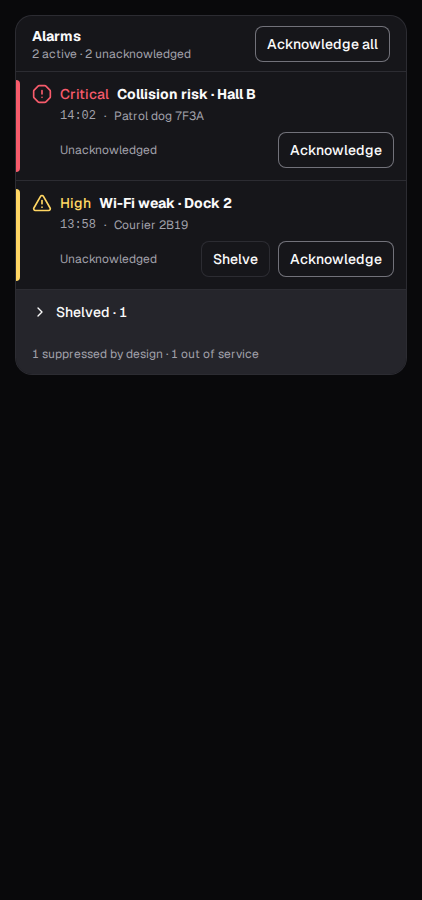 Alarms
2 active · 2 unacknowledged
Acknowledge all
Critical Collision risk · Hall B
14:02 · Patrol dog 7F3A
Unacknowledged
Acknowledge
High Wi-Fi weak · Dock 2
13:58 · Courier 2B19
Unacknowledged
Shelve
Acknowledge
Shelved · 1
1 suppressed by design · 1 out of service